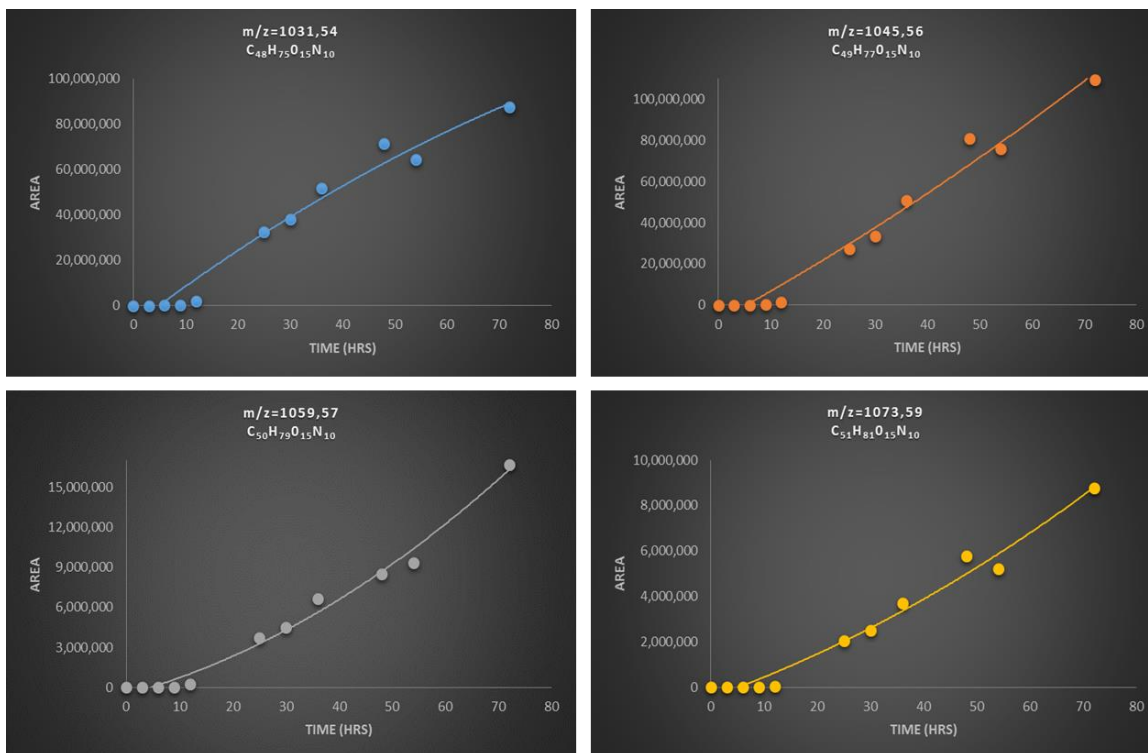 m/z=1031,54
C₄₈H₇₅O₁₅N₁₀
100,000,000
80,000,000
60,000,000
40,000,000
20,000,000
0
AREA
0 10 20 30 40 50 60 70 80
TIME (HRS)
m/z=1045,56
C₄₉H₇₇O₁₅N₁₀
100,000,000
80,000,000
60,000,000
40,000,000
20,000,000
0
AREA
0 10 20 30 40 50 60 70 80
TIME (HRS)
m/z=1059,57
C₅₀H₇₉O₁₅N₁₀
15,000,000
12,000,000
9,000,000
6,000,000
3,000,000
0
AREA
0 10 20 30 40 50 60 70 80
TIME (HRS)
m/z=1073,59
C₅₁H₈₁O₁₅N₁₀
10,000,000
8,000,000
6,000,000
4,000,000
2,000,000
0
AREA
0 10 20 30 40 50 60 70 80
TIME (HRS)